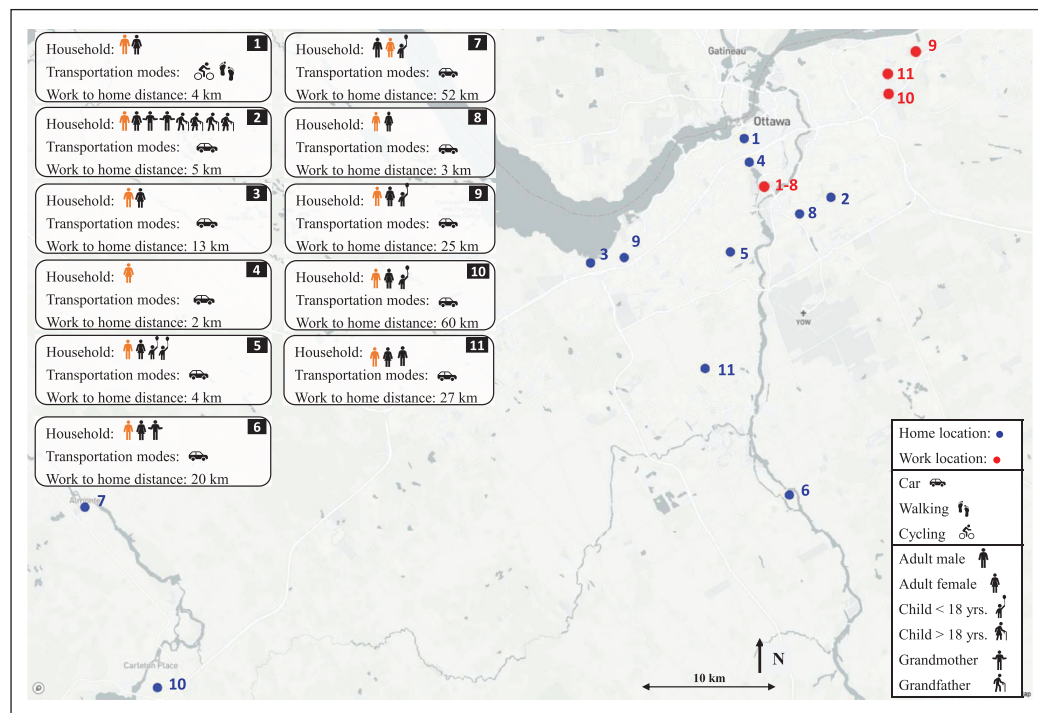 1
Household:
Transportation modes:
Work to home distance: 4 km
2
Household:
Transportation modes:
Work to home distance: 5 km
3
Household:
Transportation modes:
Work to home distance: 13 km
4
Household:
Transportation modes:
Work to home distance: 2 km
5
Household:
Transportation modes:
Work to home distance: 4 km
6
Household:
Transportation modes:
Work to home distance: 20 km
7
Household:
Transportation modes:
Work to home distance: 52 km
8
Household:
Transportation modes:
Work to home distance: 3 km
9
Household:
Transportation modes:
Work to home distance: 25 km
10
Household:
Transportation modes:
Work to home distance: 60 km
11
Household:
Transportation modes:
Work to home distance: 27 km
Gatineau
9
11
10
Ottawa
1
4
1-8
2
8
5
9
3
YOW
11
6
7
Carleton Place
10
10 km
N
Home location:
Work location:
Car
Walking
Cycling
Adult male
Adult female
Child < 18 yrs.
Child > 18 yrs.
Grandmother
Grandfather